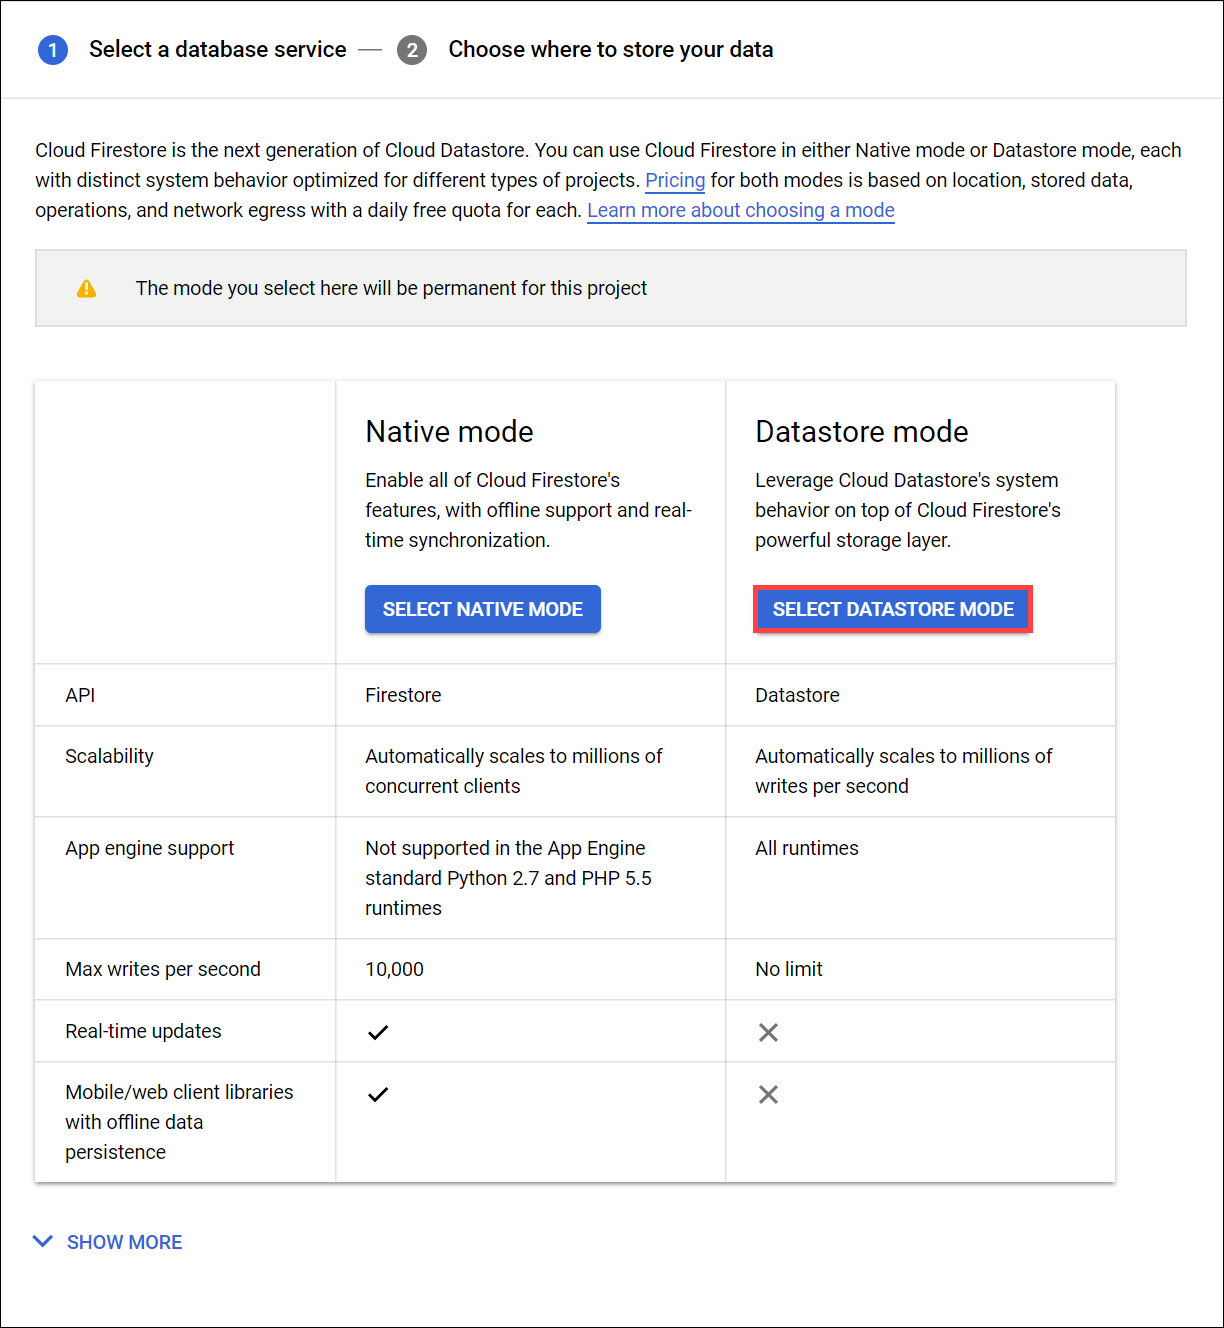 1 Select a database service — 2 Choose where to store your data
Cloud Firestore is the next generation of Cloud Datastore. You can use Cloud Firestore in either Native mode or Datastore mode, each
with distinct system behavior optimized for different types of projects. Pricing for both modes is based on location, stored data,
operations, and network egress with a daily free quota for each. Learn more about choosing a mode
The mode you select here will be permanent for this project
Native mode
Enable all of Cloud Firestore's
features, with offline support and real-
time synchronization.
SELECT NATIVE MODE
Datastore mode
Leverage Cloud Datastore's system
behavior on top of Cloud Firestore's
powerful storage layer.
SELECT DATASTORE MODE
API
Firestore
Datastore
Scalability
Automatically scales to millions of
concurrent clients
Automatically scales to millions of
writes per second
App engine support
Not supported in the App Engine
standard Python 2.7 and PHP 5.5
runtimes
All runtimes
Max writes per second
10,000
No limit
Real-time updates
Mobile/web client libraries
with offline data
persistence
SHOW MORE